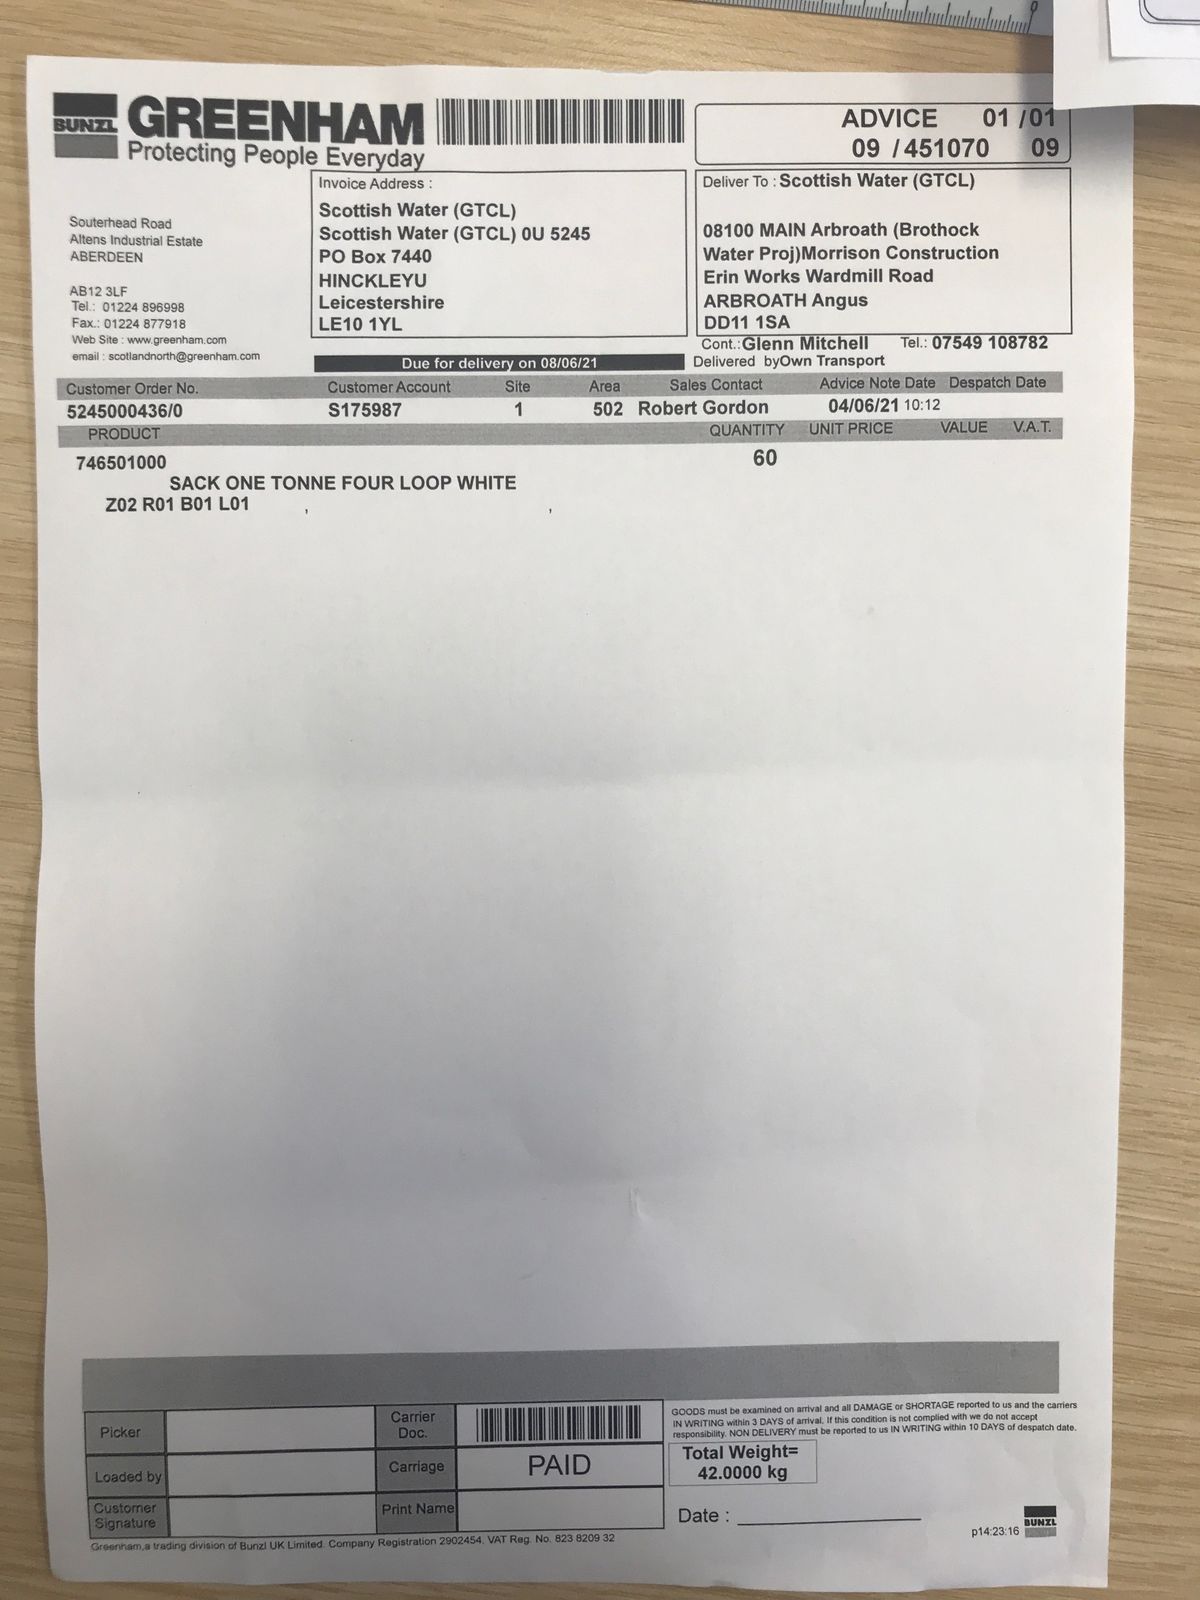 BUNZL GREENHAM
Protecting People Everyday
ADVICE 01 /01
09 /451070 09
Souterhead Road
Altens Industrial Estate
ABERDEEN
AB12 3LF
Tel.: 01224 896998
Fax.: 01224 877918
Web Site : www.greenham.com
email : scotlandnorth@greenham.com
Invoice Address :
Scottish Water (GTCL)
Scottish Water (GTCL) 0U 5245
PO Box 7440
HINCKLEYU
Leicestershire
LE10 1YL
Deliver To : Scottish Water (GTCL)
08100 MAIN Arbroath (Brothock
Water Proj)Morrison Construction
Erin Works Wardmill Road
ARBROATH Angus
DD11 1SA
Cont.:Glenn Mitchell Tel.: 07549 108782
Due for delivery on 08/06/21
Delivered byOwn Transport
Customer Order No. Customer Account Site Area Sales Contact Advice Note Date Despatch Date
5245000436/0 S175987 1 502 Robert Gordon 04/06/21 10:12
PRODUCT QUANTITY UNIT PRICE VALUE V.A.T.
746501000 60
SACK ONE TONNE FOUR LOOP WHITE
Z02 R01 B01 L01 , ,
Picker
Carrier Doc.
Loaded by
Carriage PAID
Customer Signature
Print Name
GOODS must be examined on arrival and all DAMAGE or SHORTAGE reported to us and the carriers
IN WRITING within 3 DAYS of arrival. If this condition is not complied with we do not accept
responsibility. NON DELIVERY must be reported to us IN WRITING within 10 DAYS of despatch date.
Total Weight=
42.0000 kg
Date :
p14:23:16 BUNZL
Greenham,a trading division of Bunzl UK Limited. Company Registration 2902454. VAT Reg. No. 823 8209 32